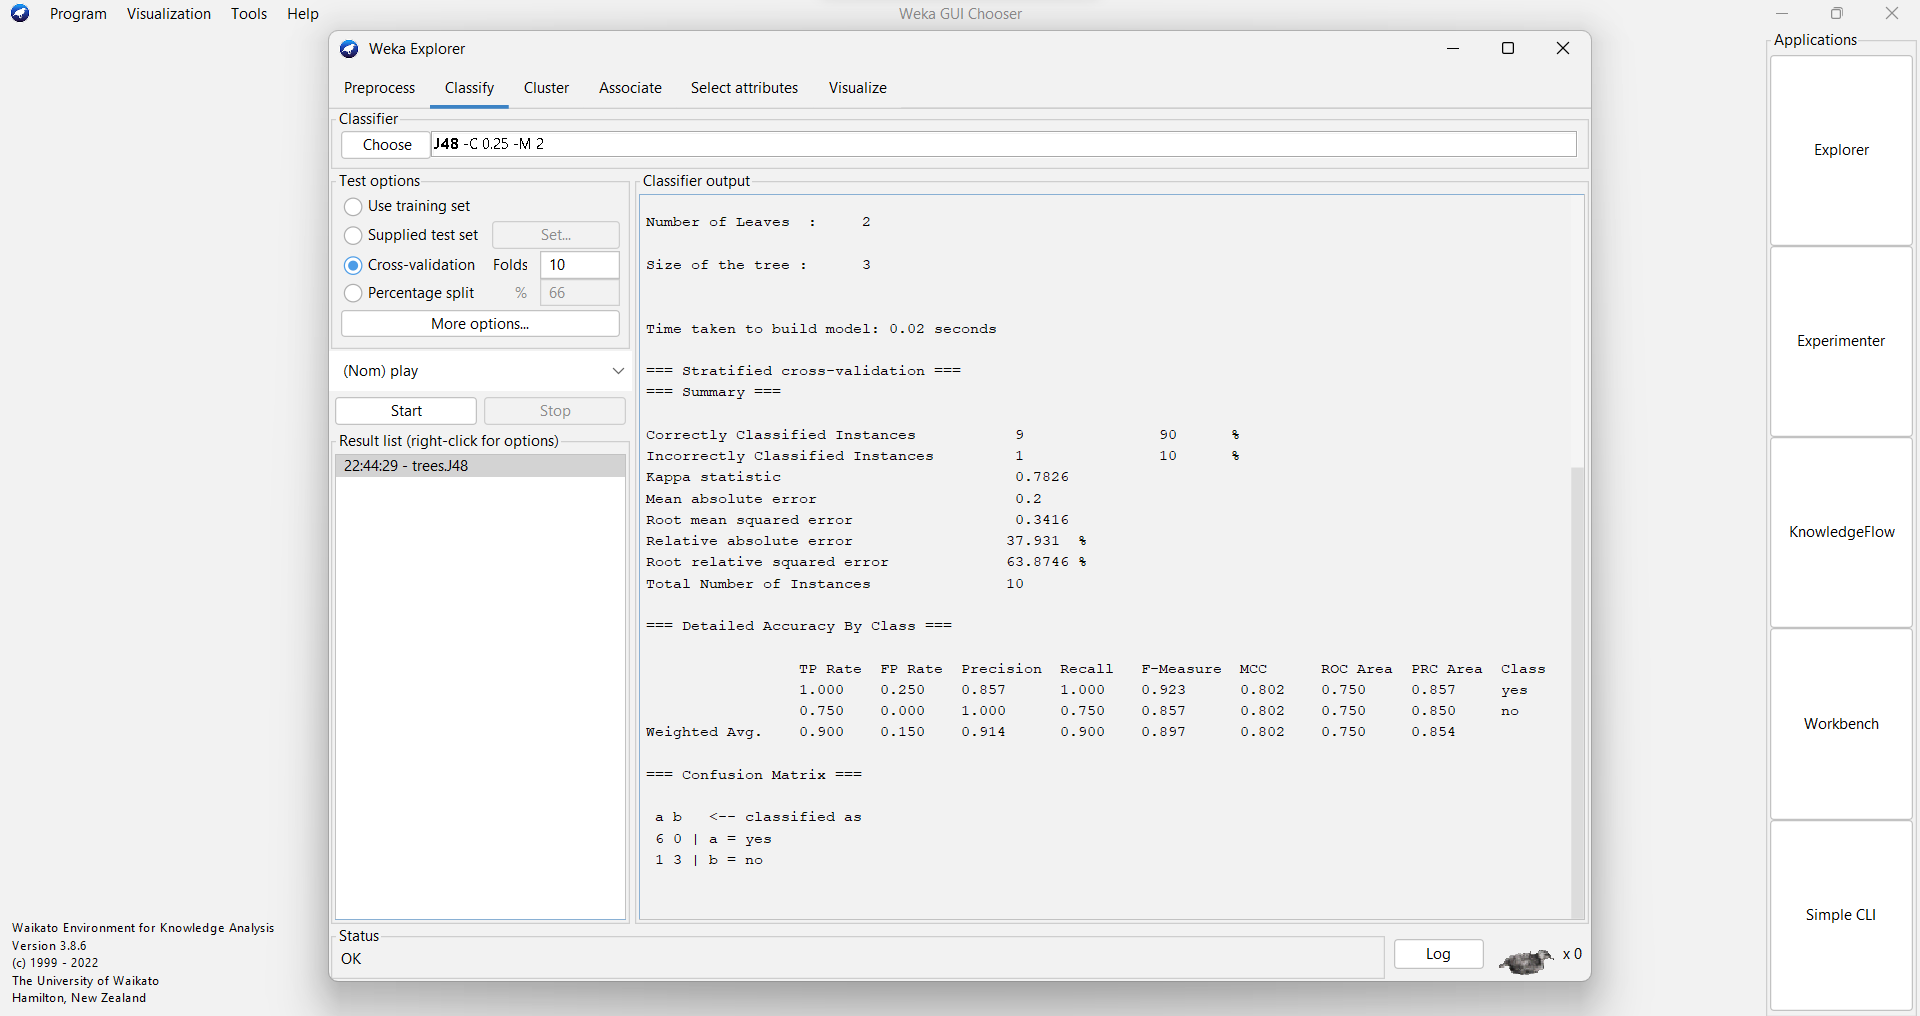 Program Visualization Tools Help
Weka GUI Chooser
Weka Explorer
Preprocess Classify Cluster Associate Select attributes Visualize
Classifier
Choose J48 -C 0.25 -M 2
Test options
Use training set
Supplied test set Set...
Cross-validation Folds 10
Percentage split % 66
More options...
(Nom) play
Start Stop
Result list (right-click for options)
22:44:29 - trees.J48
Classifier output
Number of Leaves : 2
Size of the tree : 3
Time taken to build model: 0.02 seconds
=== Stratified cross-validation ===
=== Summary ===
Correctly Classified Instances 9 90 %
Incorrectly Classified Instances 1 10 %
Kappa statistic 0.7826
Mean absolute error 0.2
Root mean squared error 0.3416
Relative absolute error 37.931 %
Root relative squared error 63.8746 %
Total Number of Instances 10
=== Detailed Accuracy By Class ===
TP Rate FP Rate Precision Recall F-Measure MCC ROC Area PRC Area Class
1.000 0.250 0.857 1.000 0.923 0.802 0.750 0.857 yes
0.750 0.000 1.000 0.750 0.857 0.802 0.750 0.850 no
Weighted Avg. 0.900 0.150 0.914 0.900 0.897 0.802 0.750 0.854
=== Confusion Matrix ===
a b <-- classified as
6 0 | a = yes
1 3 | b = no
Status
OK
Log
x 0
Applications
Explorer
Experimenter
KnowledgeFlow
Workbench
Simple CLI
Waikato Environment for Knowledge Analysis
Version 3.8.6
(c) 1999 - 2022
The University of Waikato
Hamilton, New Zealand